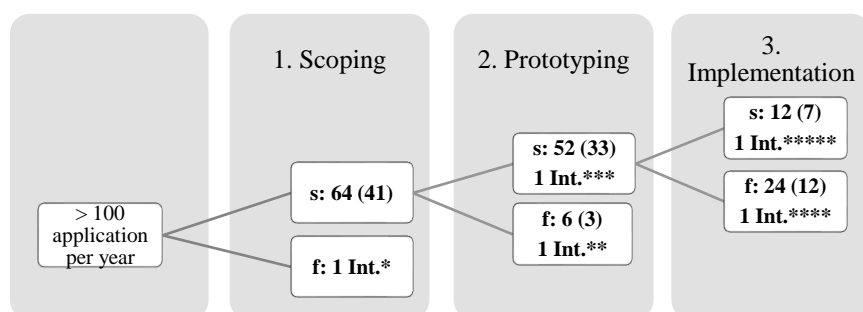 > 100
application
per year
1. Scoping
s: 64 (41)
f: 1 Int.*
2. Prototyping
s: 52 (33)
1 Int.***
f: 6 (3)
1 Int.**
3.
Implementation
s: 12 (7)
1 Int.*****
f: 24 (12)
1 Int.****